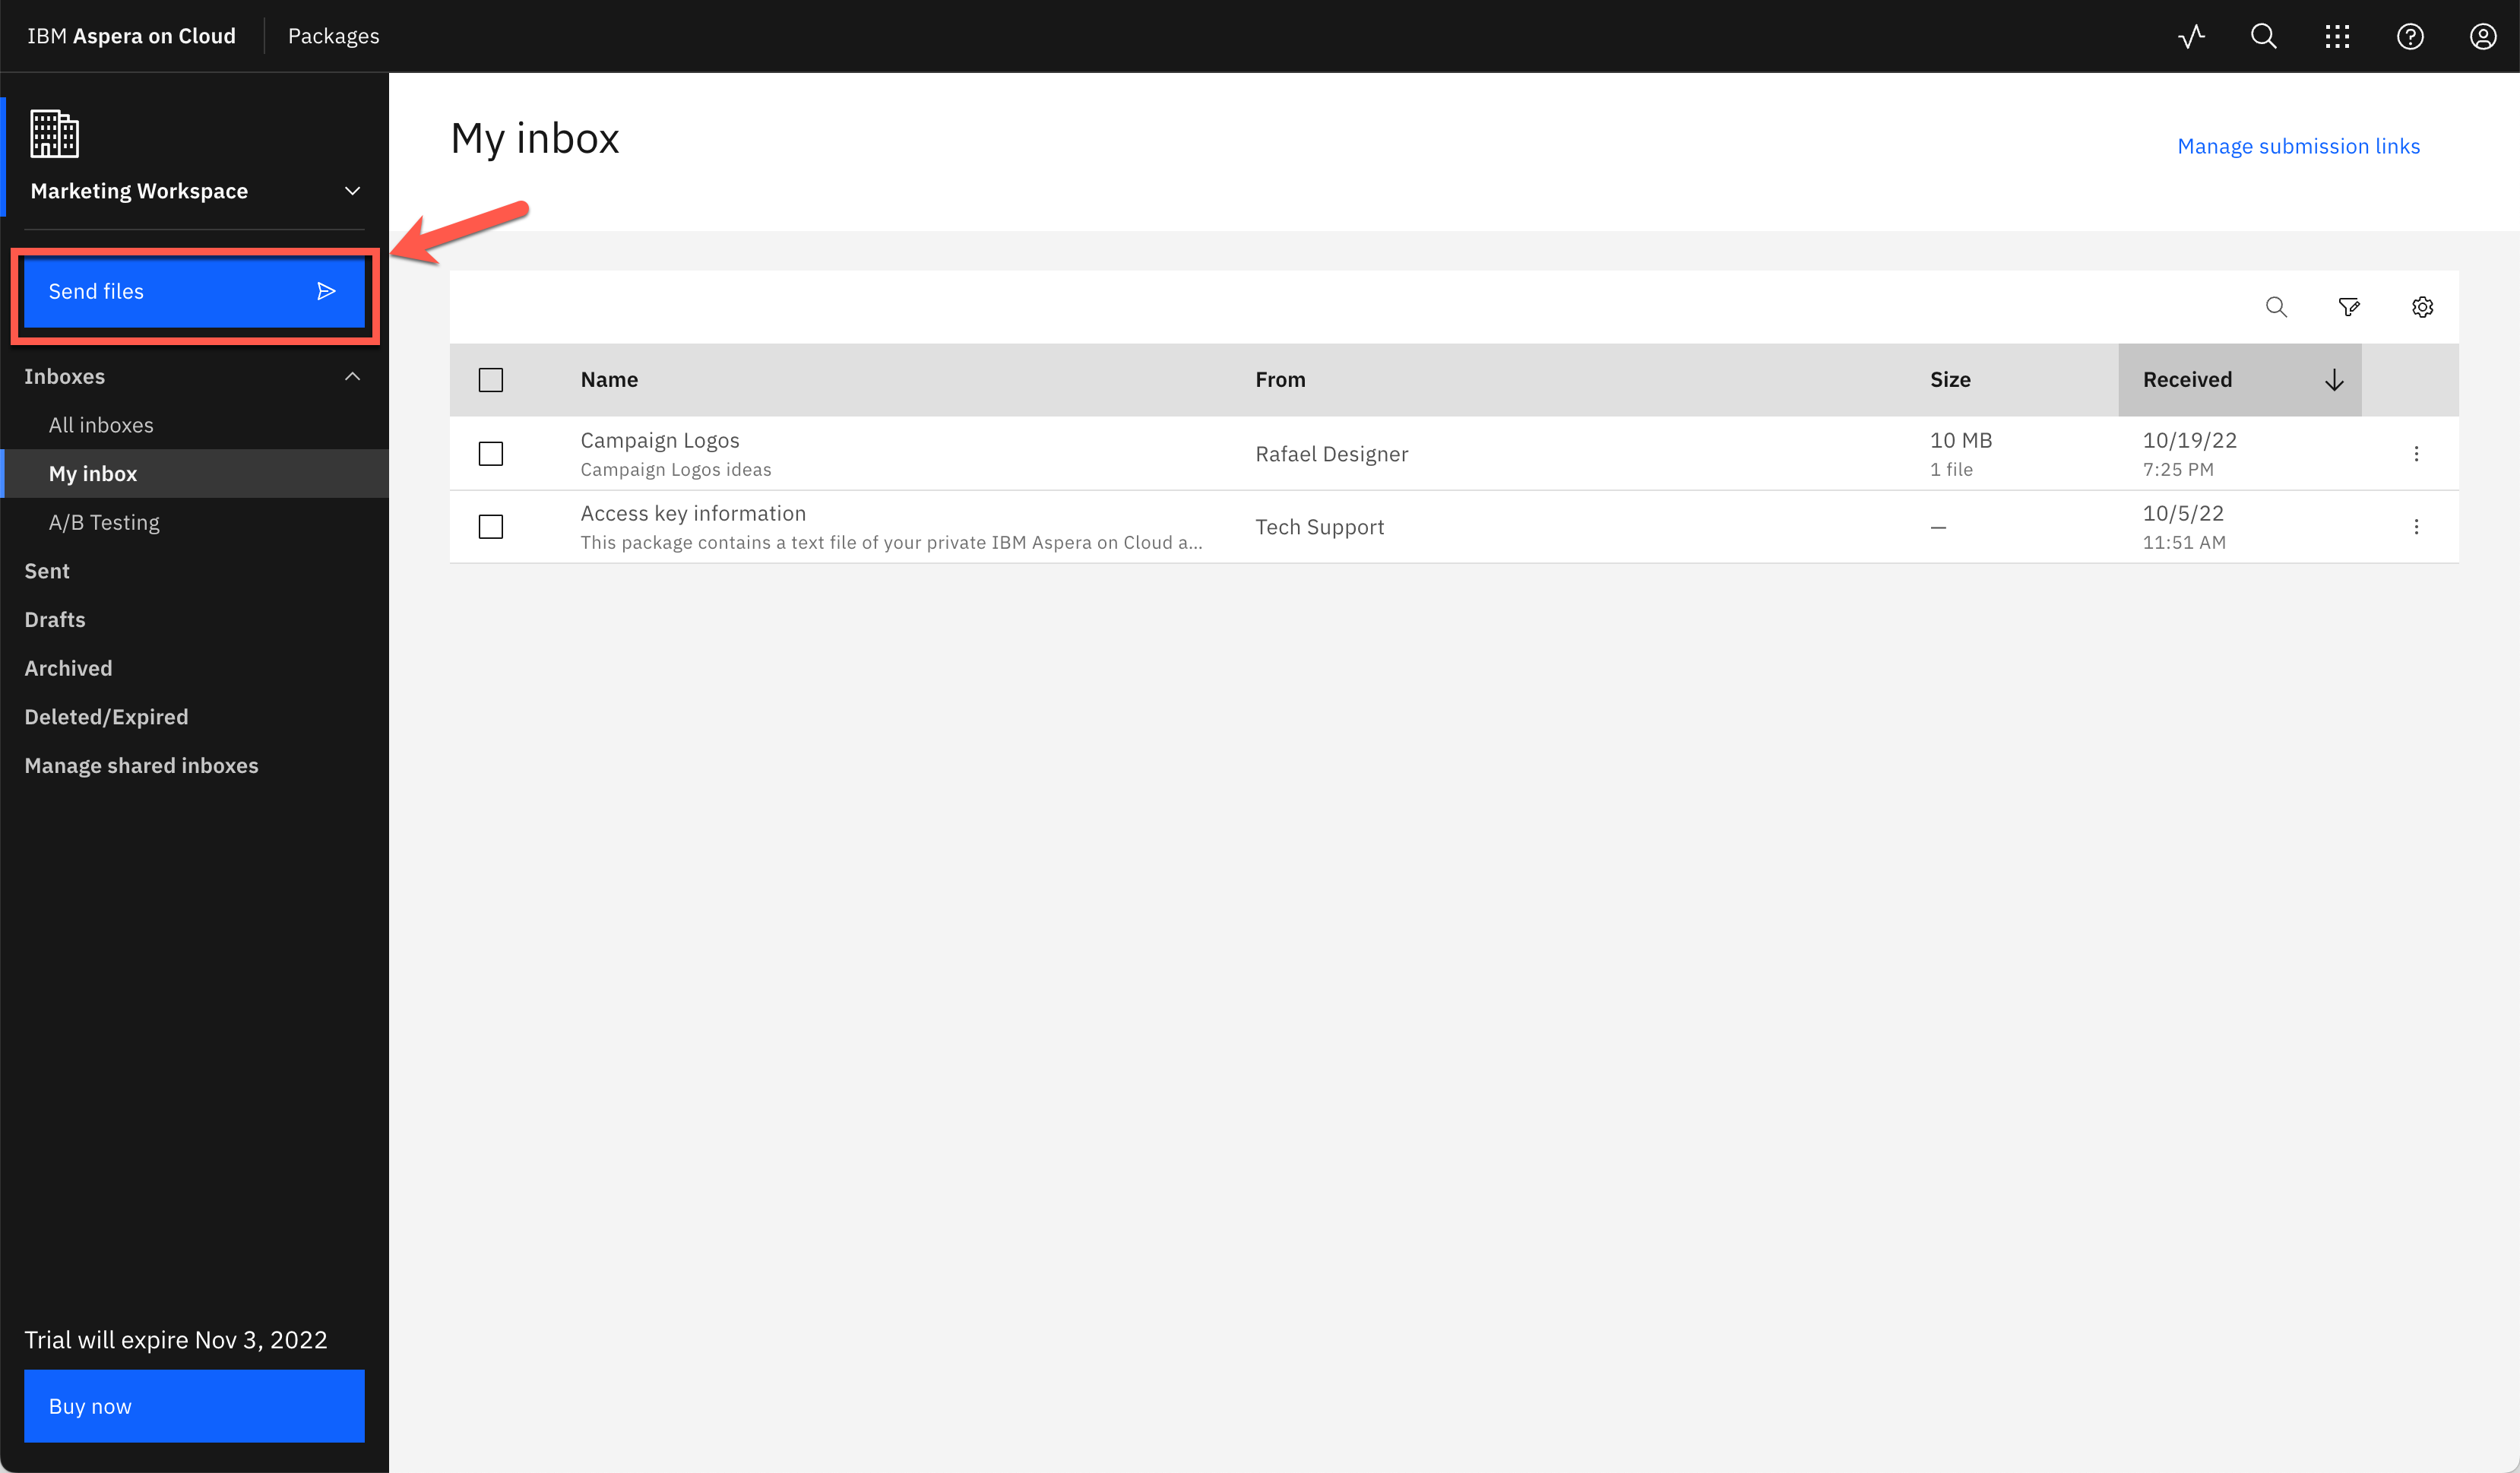 IBM Aspera on Cloud
Packages
Marketing Workspace
Send files
Inboxes
All inboxes
My inbox
A/B Testing
Sent
Drafts
Archived
Deleted/Expired
Manage shared inboxes
Trial will expire Nov 3, 2022
Buy now
My inbox
Manage submission links
Name From Size Received
Campaign Logos Rafael Designer 10 MB 10/19/22
Campaign Logos ideas 1 file 7:25 PM
Access key information Tech Support — 10/5/22
This package contains a text file of your private IBM Aspera on Cloud a... 11:51 AM